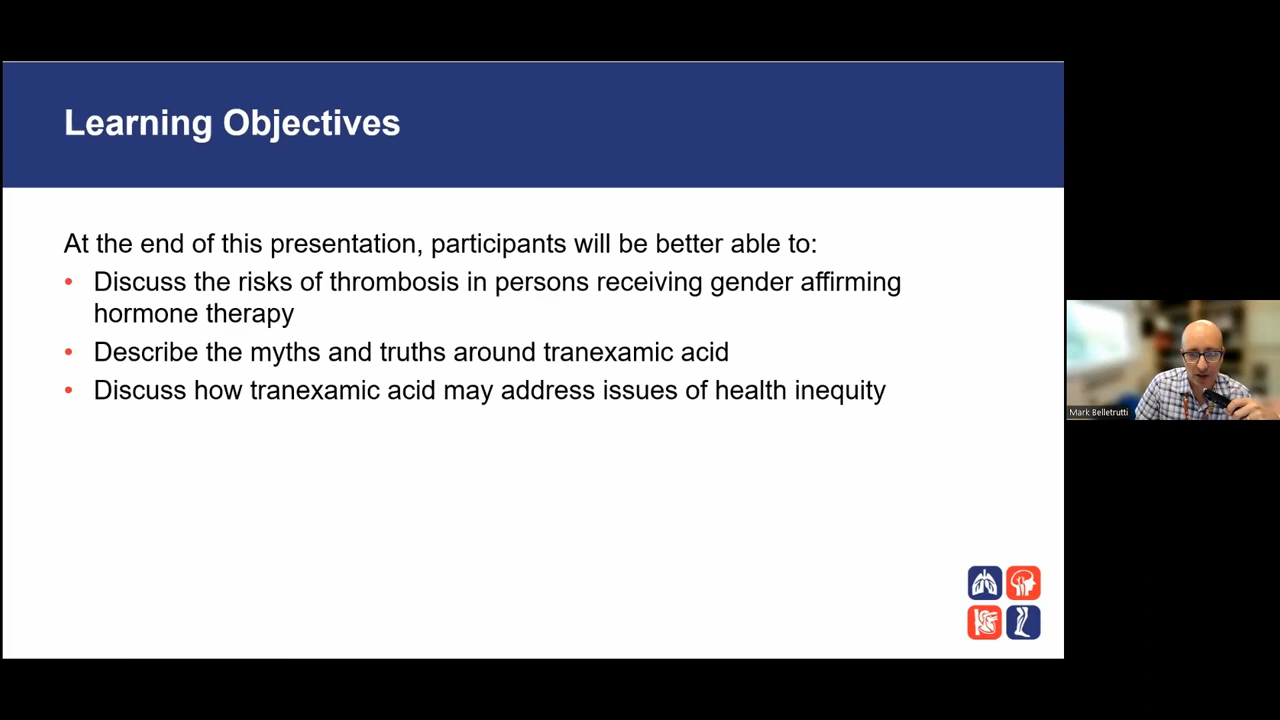 Learning Objectives
At the end of this presentation, participants will be better able to:
• Discuss the risks of thrombosis in persons receiving gender affirming
hormone therapy
• Describe the myths and truths around tranexamic acid
• Discuss how tranexamic acid may address issues of health inequity
Mark Belletrutti